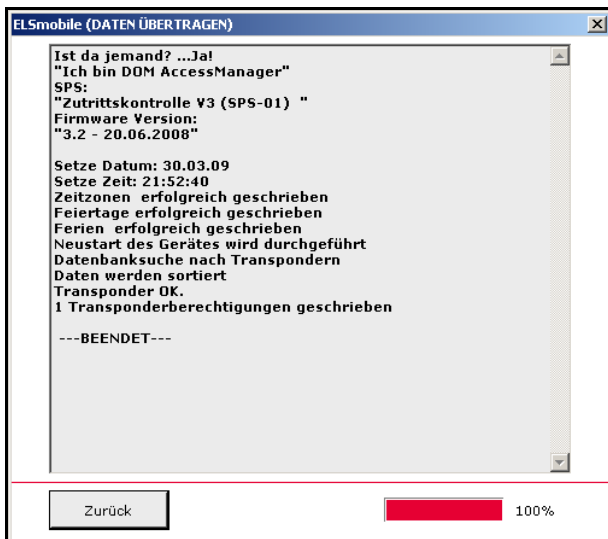 ELSmobile (DATEN ÜBERTRAGEN)
Ist da jemand? ...Ja!
"Ich bin DOM AccessManager"
SPS:
"Zutrittskontrolle V3 (SPS-01)  "
Firmware Version:
"3.2 - 20.06.2008"
Setze Datum: 30.03.09
Setze Zeit: 21:52:40
Zeitzonen  erfolgreich geschrieben
Feiertage erfolgreich geschrieben
Ferien  erfolgreich geschrieben
Neustart des Gerätes wird durchgeführt
Datenbanksuche nach Transpondern
Daten werden sortiert
Transponder OK.
1 Transponderberechtigungen geschrieben
---BEENDET---
Zurück
100%